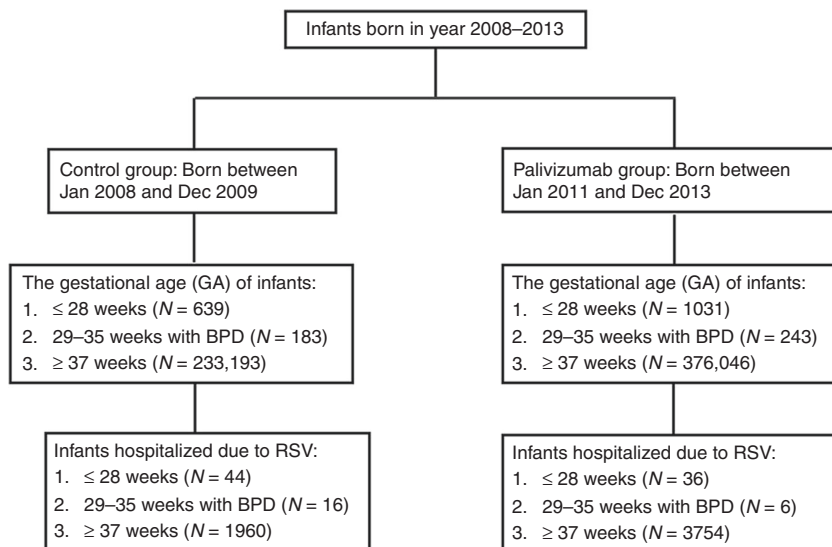 Infants born in year 2008–2013
Control group: Born between
Jan 2008 and Dec 2009
Palivizumab group: Born between
Jan 2011 and Dec 2013
The gestational age (GA) of infants:
1. ≤ 28 weeks (N = 639)
2. 29–35 weeks with BPD (N = 183)
3. ≥ 37 weeks (N = 233,193)
The gestational age (GA) of infants:
1. ≤ 28 weeks (N = 1031)
2. 29–35 weeks with BPD (N = 243)
3. ≥ 37 weeks (N = 376,046)
Infants hospitalized due to RSV:
1. ≤ 28 weeks (N = 44)
2. 29–35 weeks with BPD (N = 16)
3. ≥ 37 weeks (N = 1960)
Infants hospitalized due to RSV:
1. ≤ 28 weeks (N = 36)
2. 29–35 weeks with BPD (N = 6)
3. ≥ 37 weeks (N = 3754)